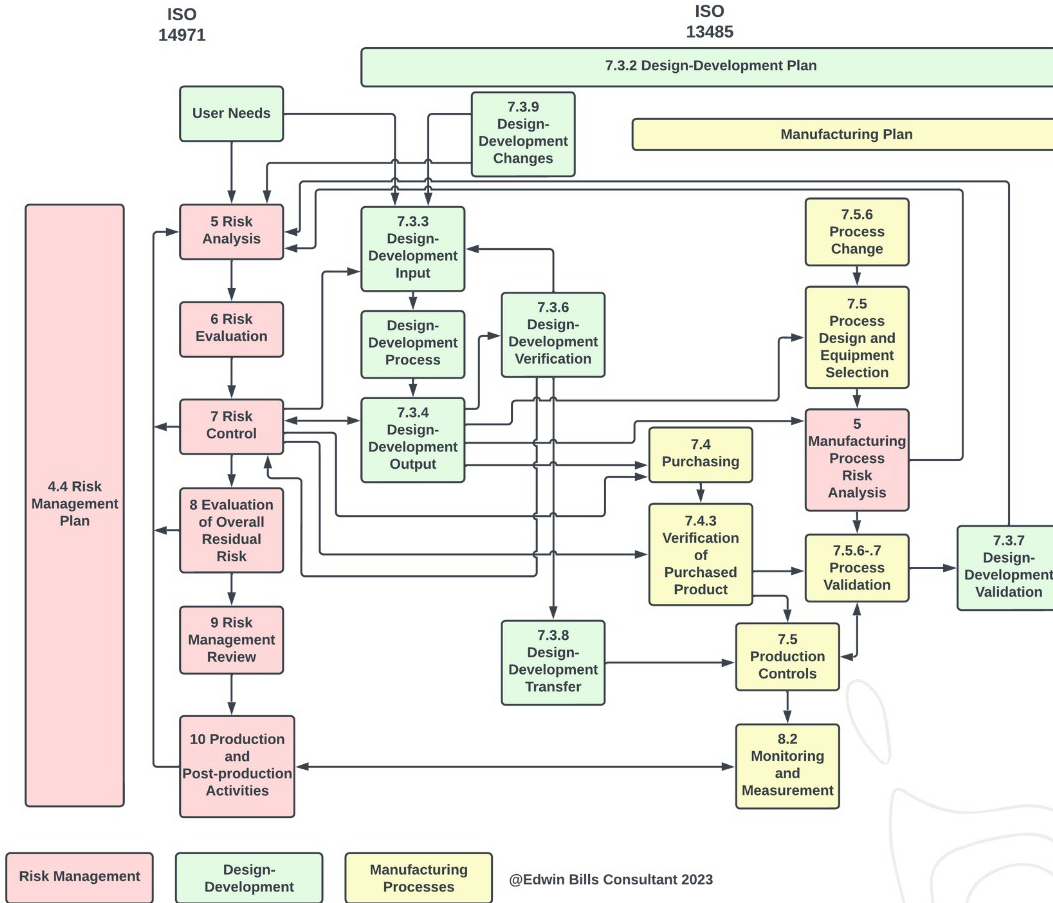 ISO
14971
ISO
13485
7.3.2 Design-Development Plan
User Needs
7.3.9
Design-
Development
Changes
Manufacturing Plan
4.4 Risk
Management
Plan
5 Risk
Analysis
7.3.3
Design-
Development
Input
7.5.6
Process
Change
6 Risk
Evaluation
Design-
Development
Process
7.3.6
Design-
Development
Verification
7.5
Process
Design and
Equipment
Selection
7 Risk
Control
7.3.4
Design-
Development
Output
7.4
Purchasing
5
Manufacturing
Process
Risk
Analysis
8 Evaluation
of Overall
Residual
Risk
7.4.3
Verification
of
Purchased
Product
7.5.6-.7
Process
Validation
7.3.7
Design-
Development
Validation
9 Risk
Management
Review
7.3.8
Design-
Development
Transfer
7.5
Production
Controls
10 Production
and
Post-production
Activities
8.2
Monitoring
and
Measurement
Risk Management
Design-
Development
Manufacturing
Processes
@Edwin Bills Consultant 2023